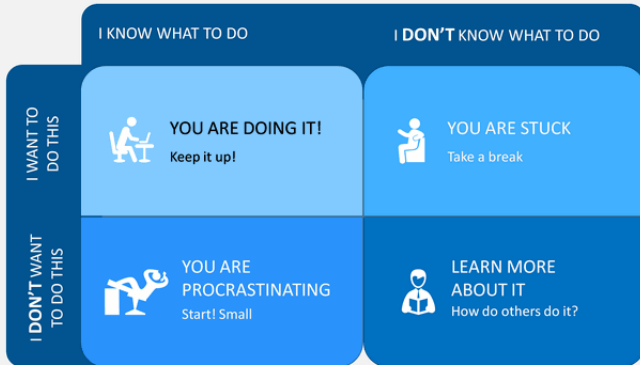 I KNOW WHAT TO DO
I DON'T KNOW WHAT TO DO
I WANT TO
DO THIS
YOU ARE DOING IT!
Keep it up!
YOU ARE STUCK
Take a break
I DON'T WANT
TO DO THIS
YOU ARE
PROCRASTINATING
Start! Small
LEARN MORE
ABOUT IT
How do others do it?